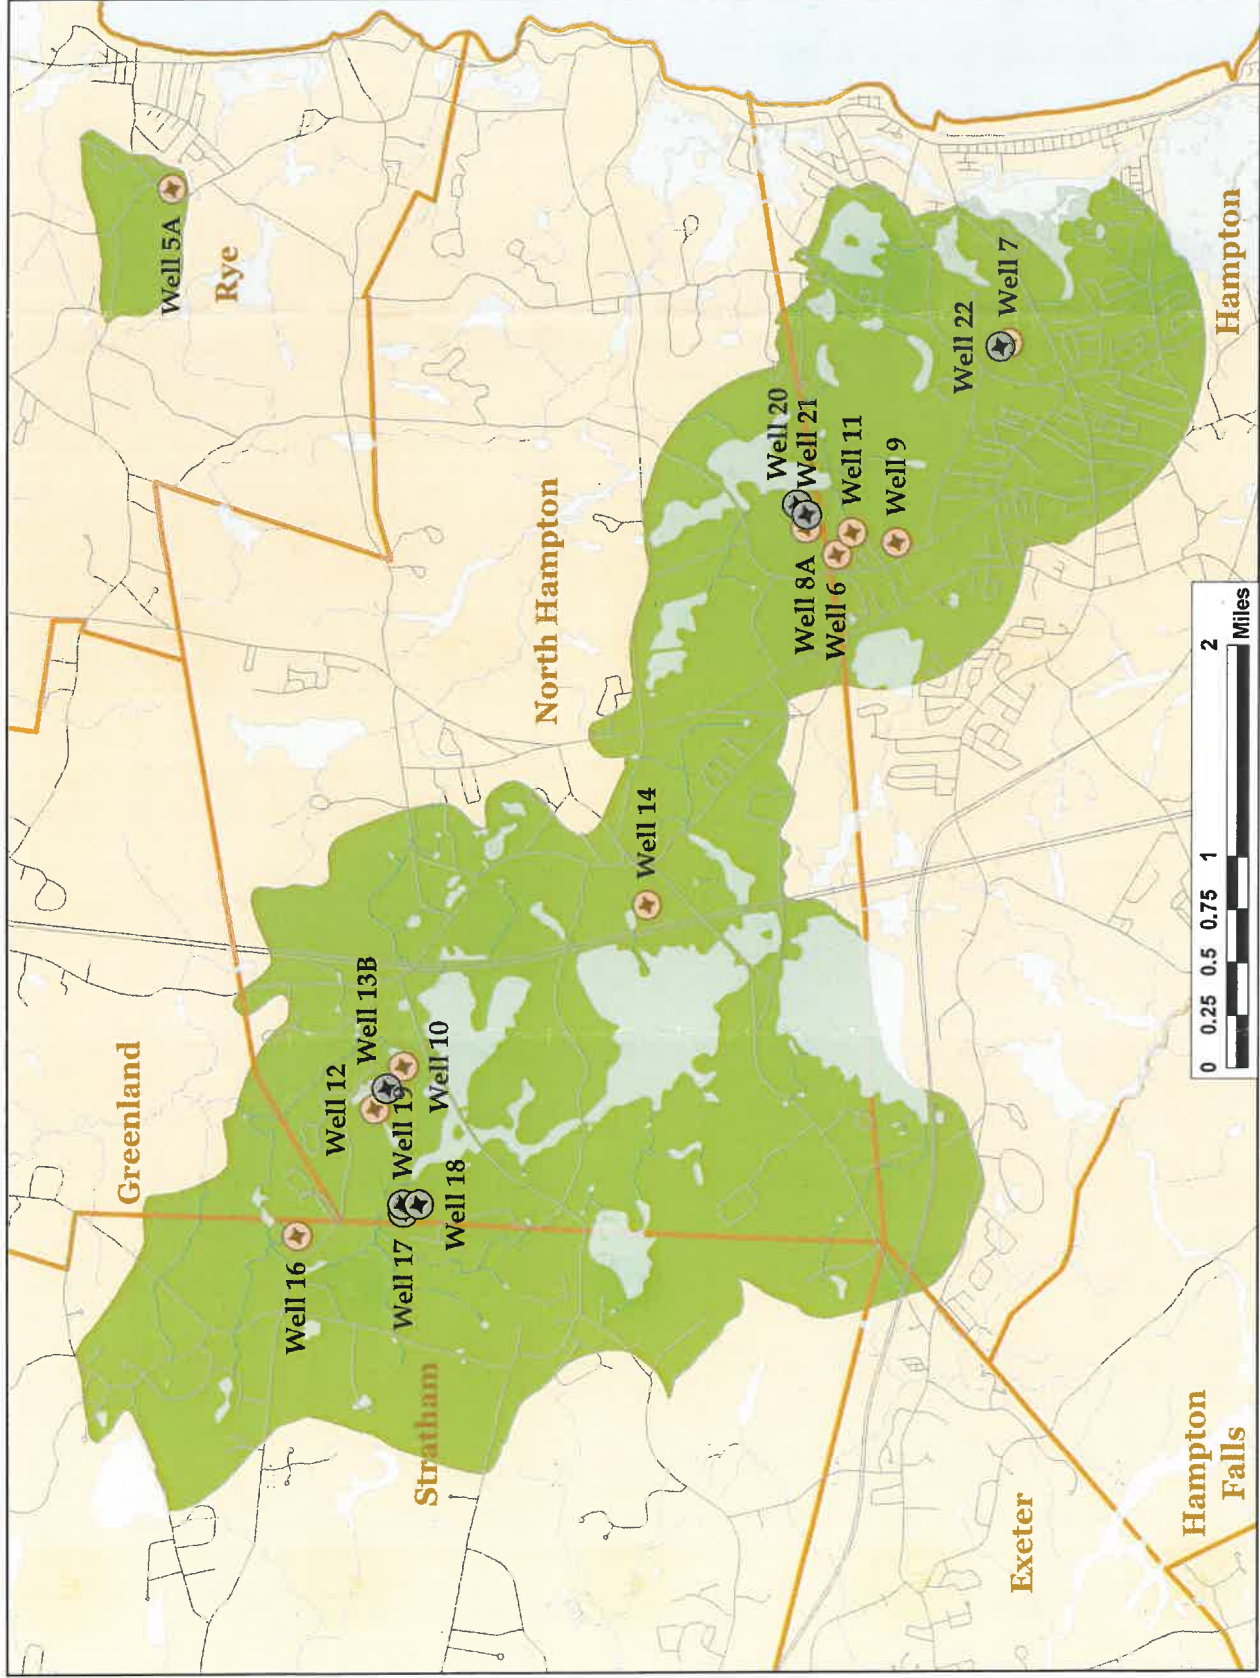 Well 5A
Rye
Greenland
Well 16
Well 12
Well 13B
Well 10
Well 19
Well 17
Well 18
Stratham
North Hampton
Well 14
Well 20
Well 21
Well 11
Well 9
Well 8A
Well 6
Well 22
Well 7
Hampton
Exeter
Hampton
Falls
0 0.25 0.5 0.75 1 2
Miles